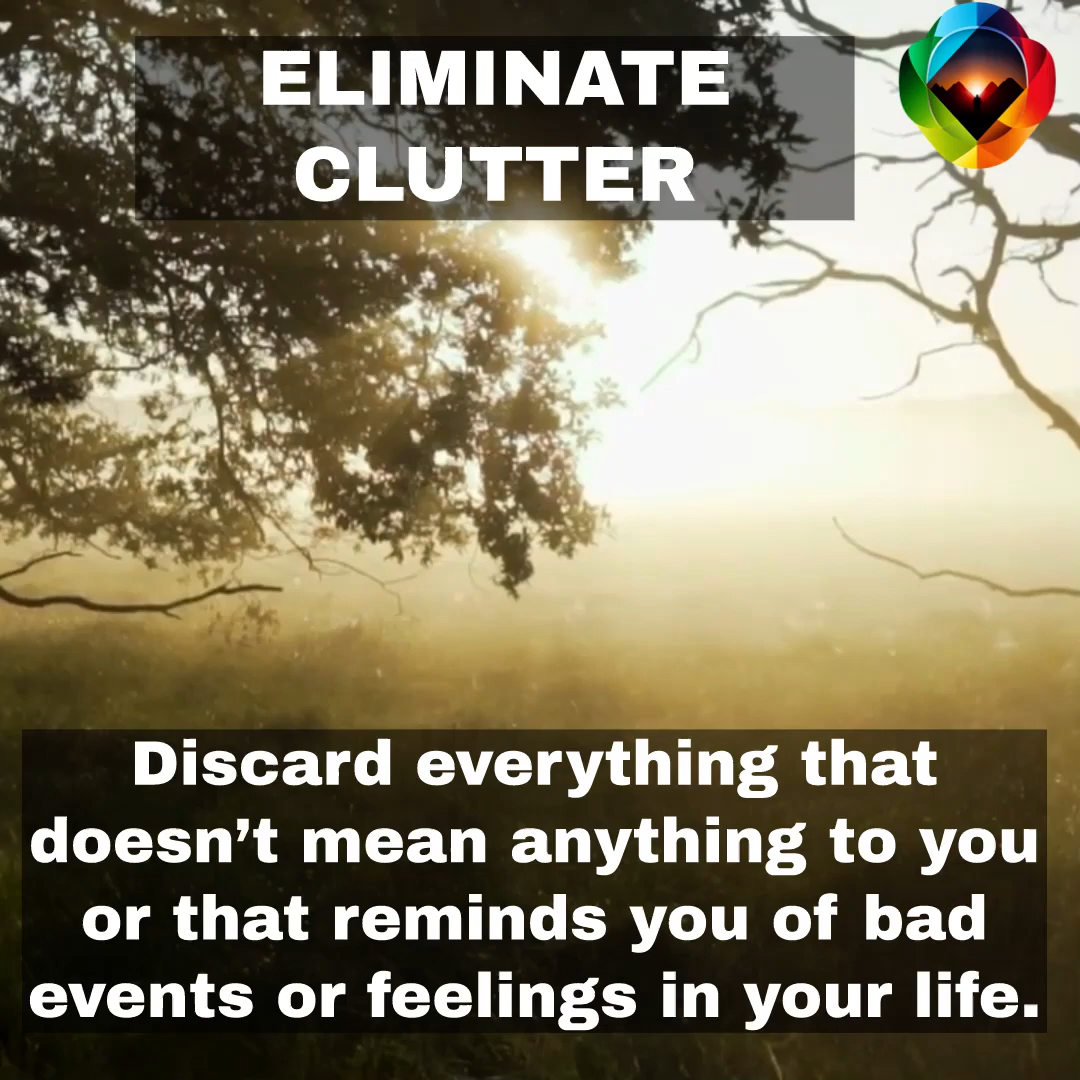 ELIMINATE
CLUTTER
Discard everything that
doesn’t mean anything to you
or that reminds you of bad
events or feelings in your life.